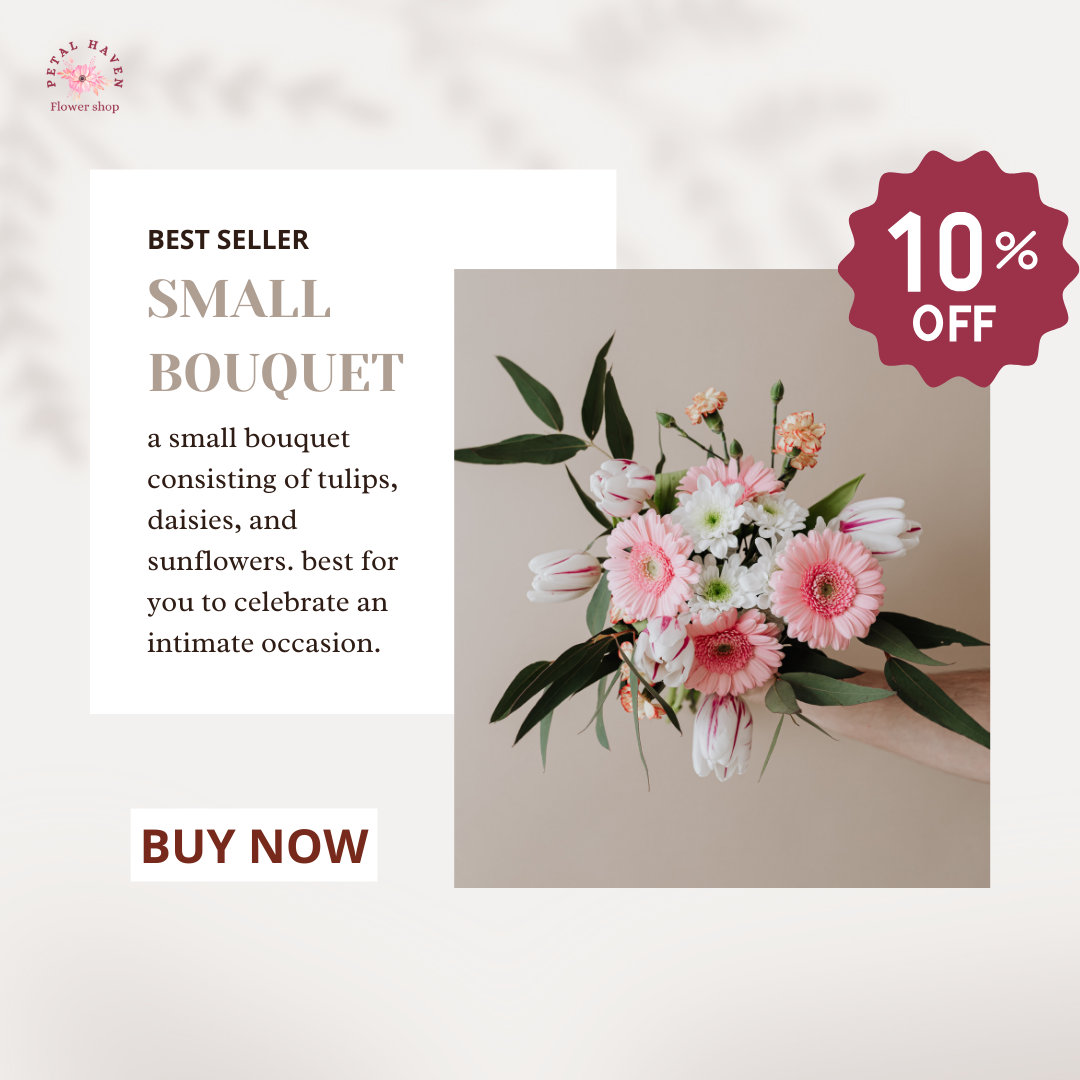 PETAL HAVEN
Flower shop
10%
OFF
BEST SELLER
SMALL
BOUQUET
a small bouquet
consisting of tulips,
daisies, and
sunflowers. best for
you to celebrate an
intimate occasion.
BUY NOW